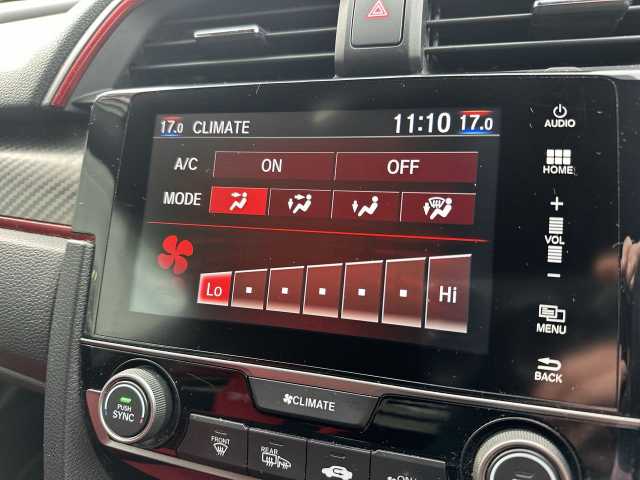 17.0 CLIMATE 11:10 17.0
AUDIO
A/C ON OFF
HOME
MODE
+
VOL
−
Lo Hi
MENU
BACK
PUSH
SYNC
CLIMATE
FRONT
REAR